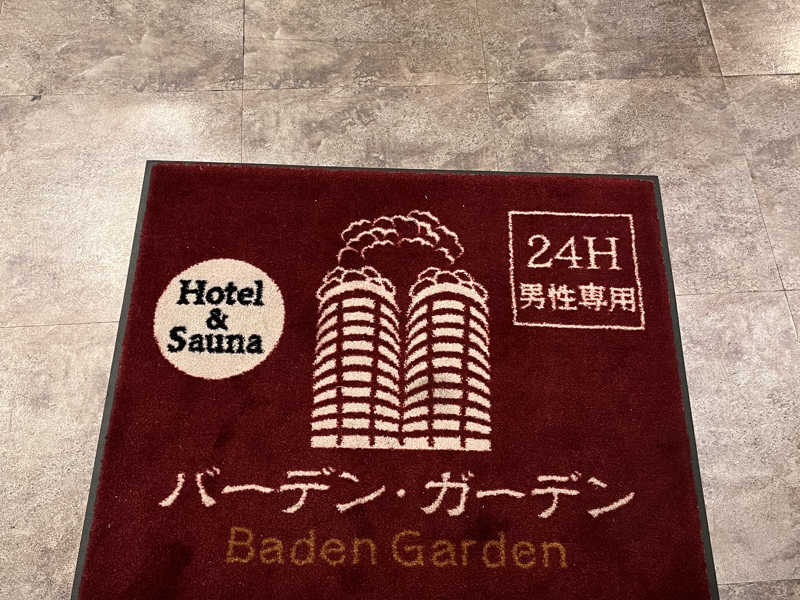 Hotel
&
Sauna
24H
男性専用
バーデン・ガーデン
Baden Garden